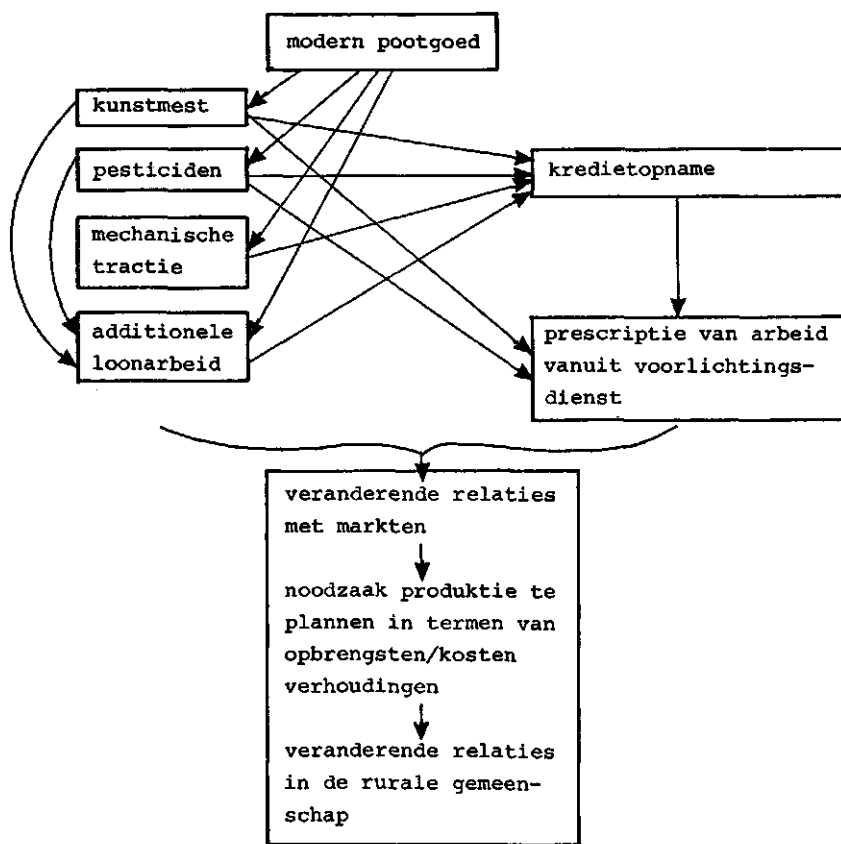 modern pootgoed
kunstmest
pesticiden
kredietopname
mechanische
tractie
additionele
loonarbeid
prescriptie van arbeid
vanuit voorlichtings-
dienst
veranderende relaties
met markten
noodzaak produktie te
plannen in termen van
opbrengsten/kosten
verhoudingen
veranderende relaties
in de rurale gemeen-
schap